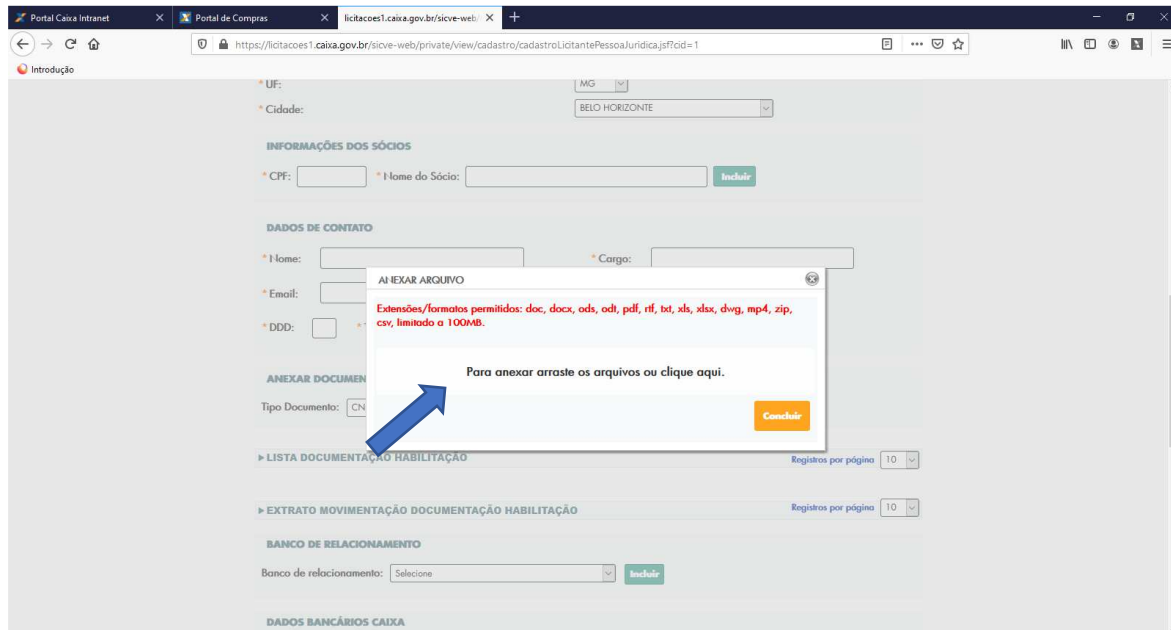 Portal Caixa Intranet
Portal de Compras
licitacoes1.caixa.gov.br/sicve-web/
https://licitacoes1.caixa.gov.br/sicve-web/private/view/cadastro/cadastroLicitantePessoaJuridica.jsf?cid=1
Introdução
* UF: MG
* Cidade: BELO HORIZONTE
INFORMAÇÕES DOS SÓCIOS
* CPF: * Nome do Sócio: Incluir
DADOS DE CONTATO
* Nome: * Cargo:
ANEXAR ARQUIVO
* Email:
Extensões/formatos permitidos: doc, docx, ods, odt, pdf, rtf, txt, xls, xlsx, dwg, mp4, zip,
csv, limitado a 100MB.
* DDD: *
Para anexar arraste os arquivos ou clique aqui.
ANEXAR DOCUMEN
Tipo Documento: CN
Concluir
LISTA DOCUMENTAÇÃO HABILITAÇÃO Registros por página 10
EXTRATO MOVIMENTAÇÃO DOCUMENTAÇÃO HABILITAÇÃO Registros por página 10
BANCO DE RELACIONAMENTO
Banco de relacionamento: Selecione Incluir
DADOS BANCÁRIOS CAIXA